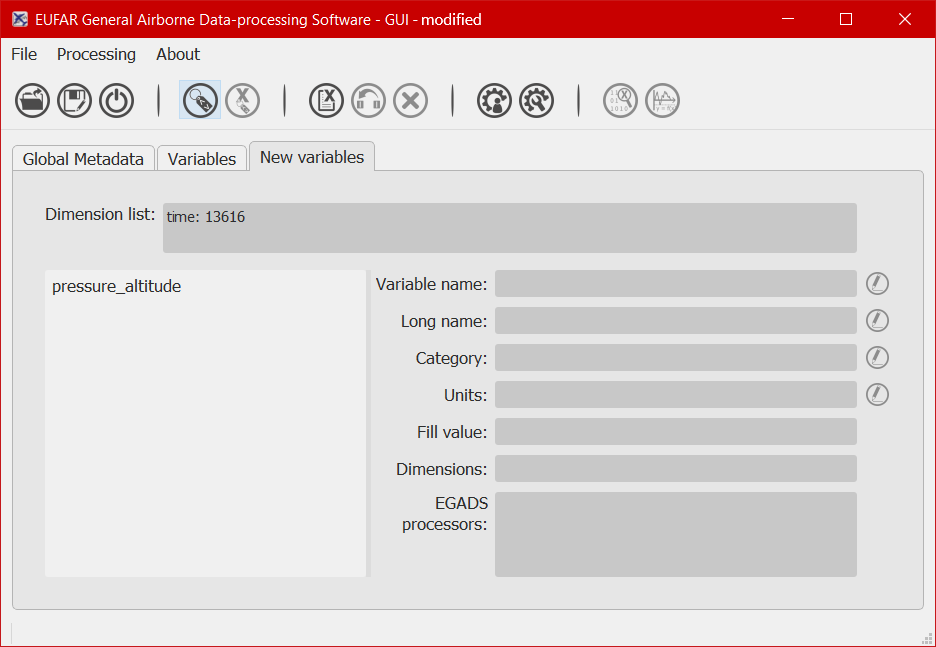 EUFAR General Airborne Data-processing Software - GUI - modified
File Processing About
Global Metadata Variables New variables
Dimension list: time: 13616
pressure_altitude
Variable name:
Long name:
Category:
Units:
Fill value:
Dimensions:
EGADS
processors: